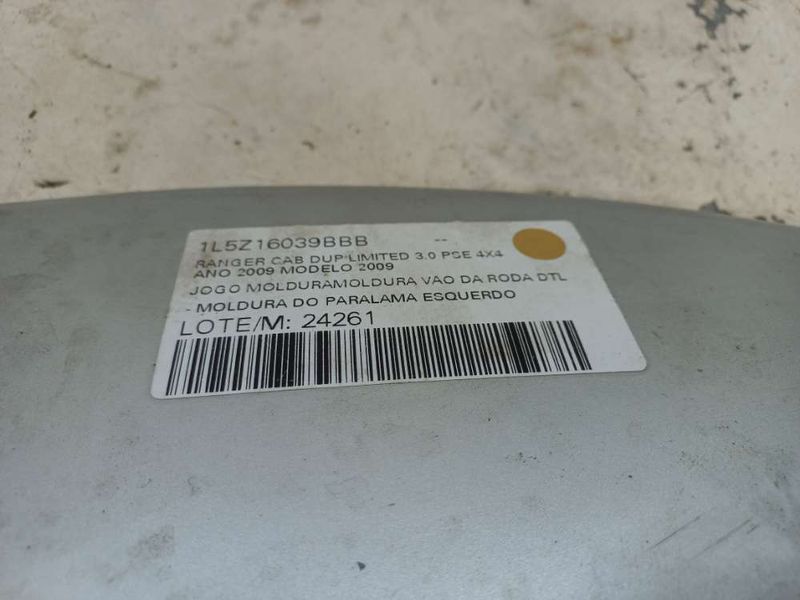 1L5Z16039BBB --
RANGER CAB DUP LIMITED 3.0 PSE 4X4
ANO 2009 MODELO 2009
JOGO MOLDURAMOLDURA VAO DA RODA DTL
- MOLDURA DO PARALAMA ESQUERDO
LOTE/M: 24261